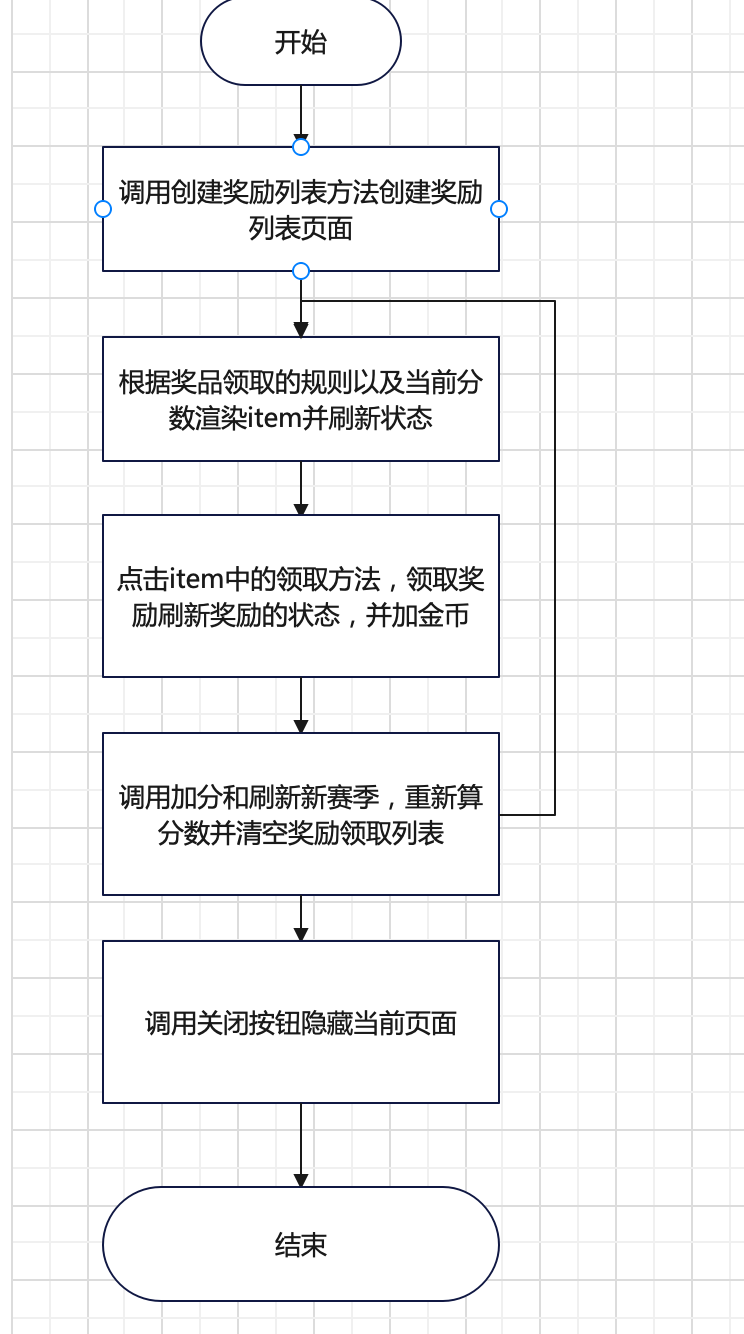 开始
调用创建奖励列表方法创建奖励
列表页面
根据奖品领取的规则以及当前分
数渲染item并刷新状态
点击item中的领取方法，领取奖
励刷新奖励的状态，并加金币
调用加分和刷新新赛季，重新算
分数并清空奖励领取列表
调用关闭按钮隐藏当前页面
结束